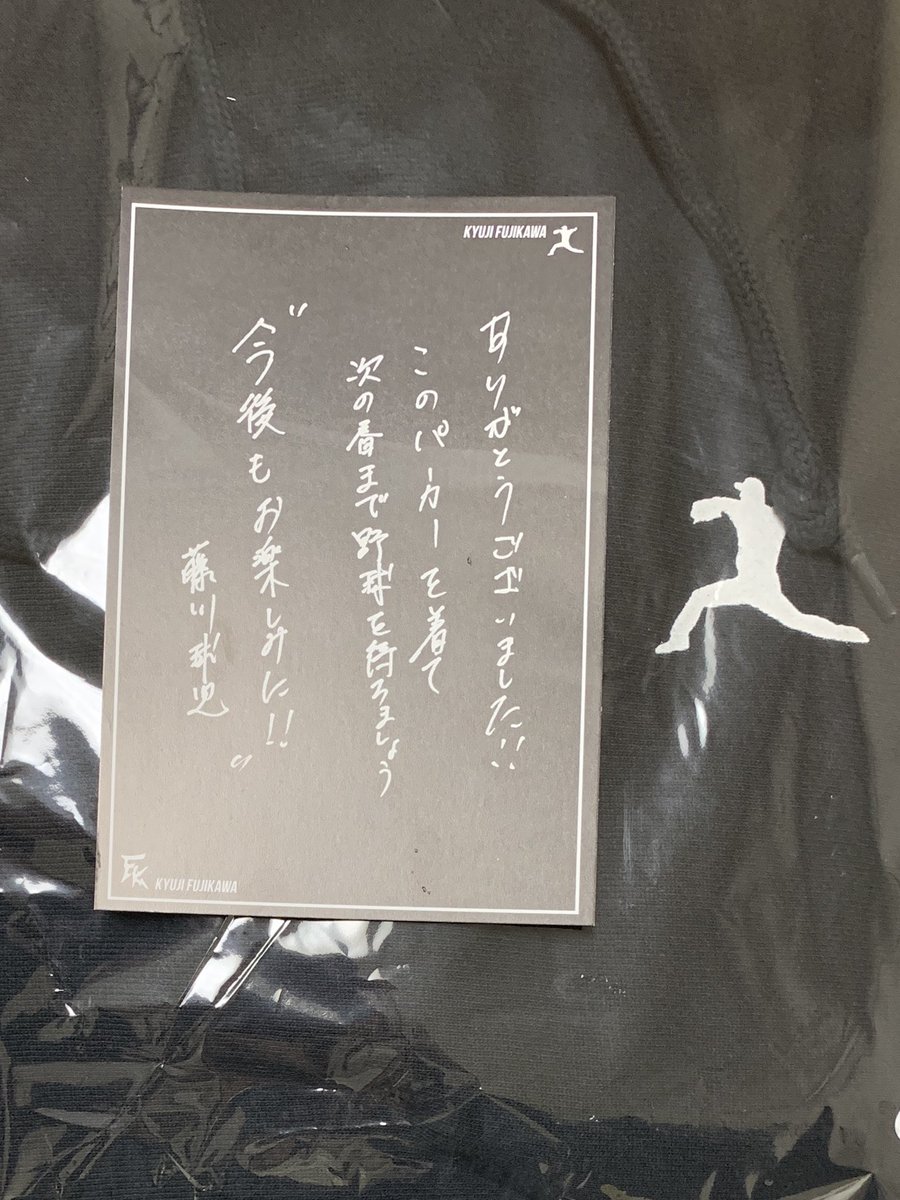 KYUJI FUJIKAWA
ありがとうございました!!
このパーカーを着て
次の春まで野球を待ちましょう
“今後もお楽しみに!!”
藤川球児
FK KYUJI FUJIKAWA